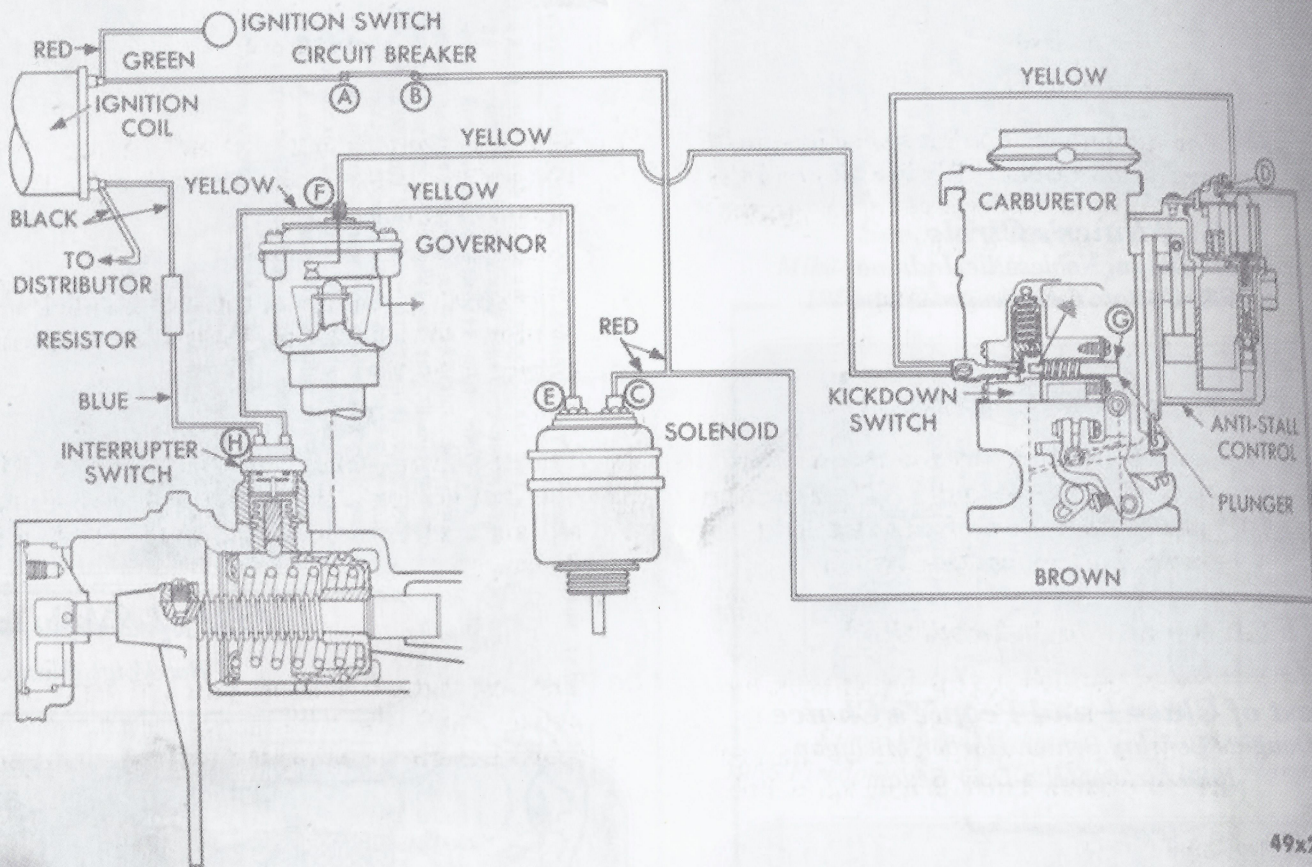 IGNITION SWITCH
RED
GREEN
CIRCUIT BREAKER
A
B
IGNITION
COIL
YELLOW
YELLOW
YELLOW
F
YELLOW
CARBURETOR
D
BLACK
GOVERNOR
TO
DISTRIBUTOR
RESISTOR
RED
G
BLUE
E
C
KICKDOWN
SWITCH
SOLENOID
ANTI-STALL
CONTROL
H
INTERRUPTER
SWITCH
PLUNGER
BROWN